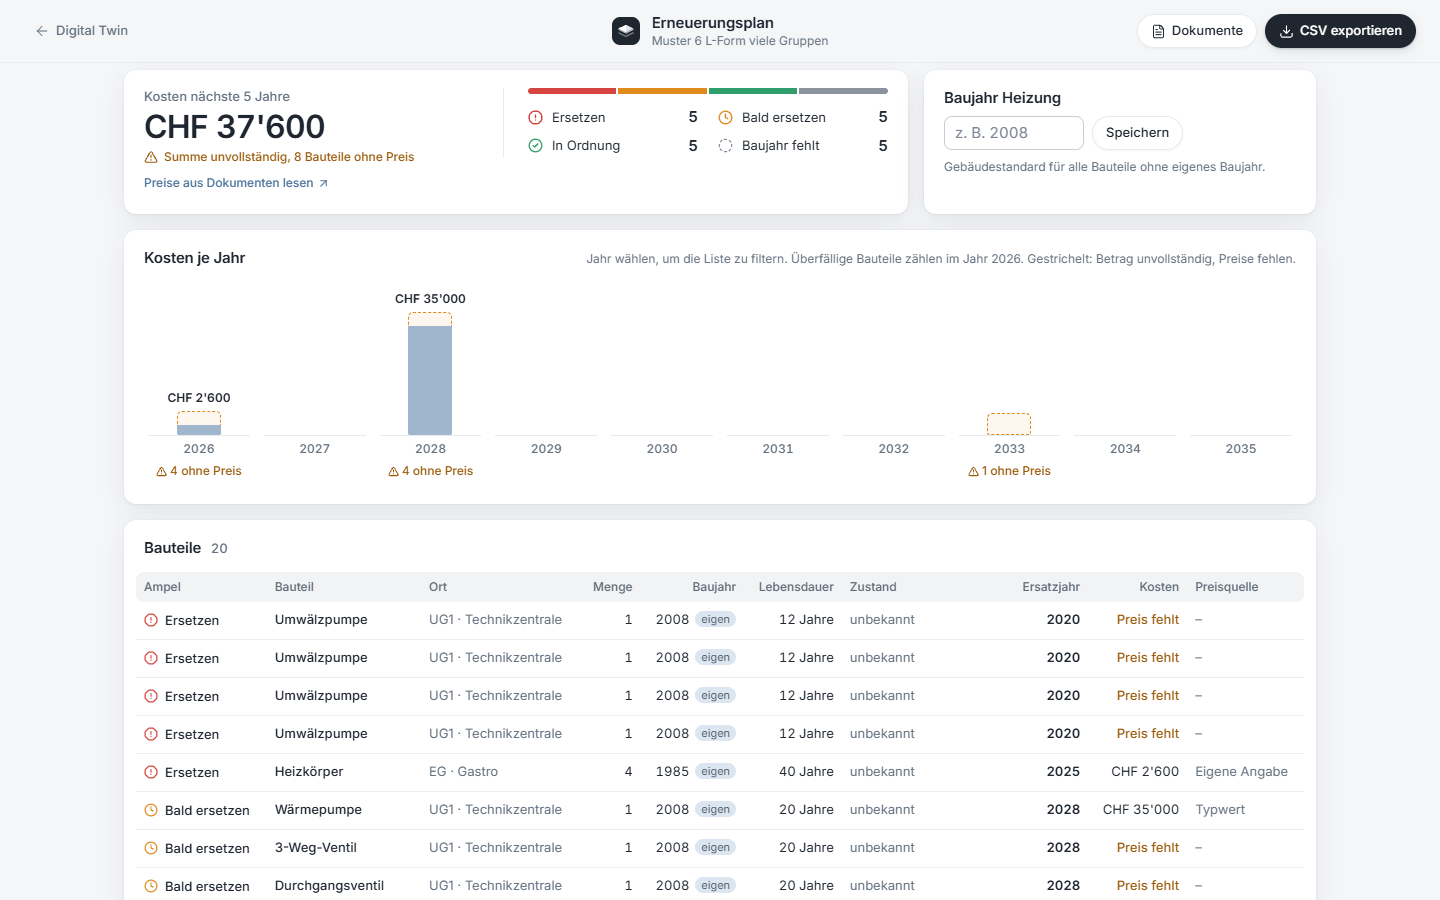 Digital Twin
Erneuerungsplan
Muster 6 L-Form viele Gruppen
Dokumente
CSV exportieren
Kosten nächste 5 Jahre
CHF 37'600
Summe unvollständig, 8 Bauteile ohne Preis
Preise aus Dokumenten lesen
Ersetzen 5
Bald ersetzen 5
In Ordnung 5
Baujahr fehlt 5
Baujahr Heizung
z. B. 2008
Speichern
Gebäudestandard für alle Bauteile ohne eigenes Baujahr.
Kosten je Jahr
Jahr wählen, um die Liste zu filtern. Überfällige Bauteile zählen im Jahr 2026. Gestrichelt: Betrag unvollständig, Preise fehlen.
CHF 35'000
CHF 2'600
2026 2027 2028 2029 2030 2031 2032 2033 2034 2035
4 ohne Preis 4 ohne Preis 1 ohne Preis
Bauteile 20
Ampel Bauteil Ort Menge Baujahr Lebensdauer Zustand Ersatzjahr Kosten Preisquelle
Ersetzen Umwälzpumpe UG1 · Technikzentrale 1 2008 eigen 12 Jahre unbekannt 2020 Preis fehlt –
Ersetzen Umwälzpumpe UG1 · Technikzentrale 1 2008 eigen 12 Jahre unbekannt 2020 Preis fehlt –
Ersetzen Umwälzpumpe UG1 · Technikzentrale 1 2008 eigen 12 Jahre unbekannt 2020 Preis fehlt –
Ersetzen Umwälzpumpe UG1 · Technikzentrale 1 2008 eigen 12 Jahre unbekannt 2020 Preis fehlt –
Ersetzen Heizkörper EG · Gastro 4 1985 eigen 40 Jahre unbekannt 2025 CHF 2'600 Eigene Angabe
Bald ersetzen Wärmepumpe UG1 · Technikzentrale 1 2008 eigen 20 Jahre unbekannt 2028 CHF 35'000 Typwert
Bald ersetzen 3-Weg-Ventil UG1 · Technikzentrale 1 2008 eigen 20 Jahre unbekannt 2028 Preis fehlt –
Bald ersetzen Durchgangsventil UG1 · Technikzentrale 1 2008 eigen 20 Jahre unbekannt 2028 Preis fehlt –